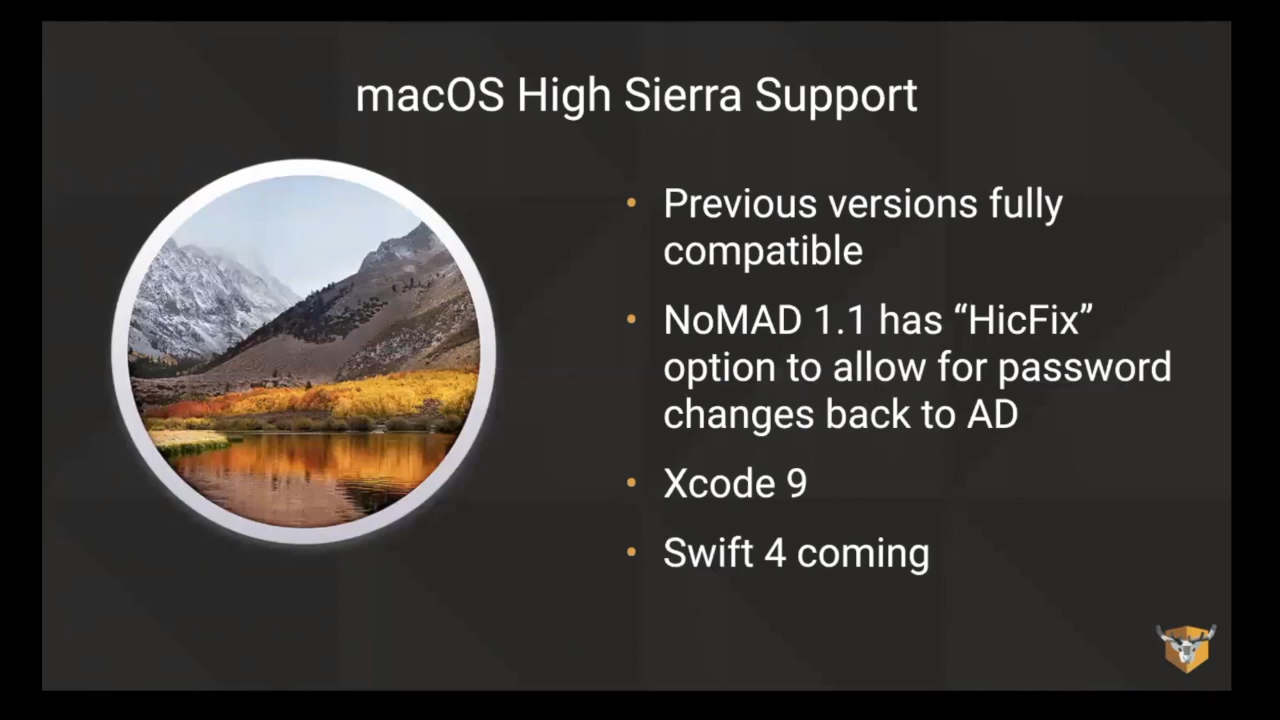 macOS High Sierra Support
• Previous versions fully
compatible
• NoMAD 1.1 has “HicFix”
option to allow for password
changes back to AD
• Xcode 9
• Swift 4 coming